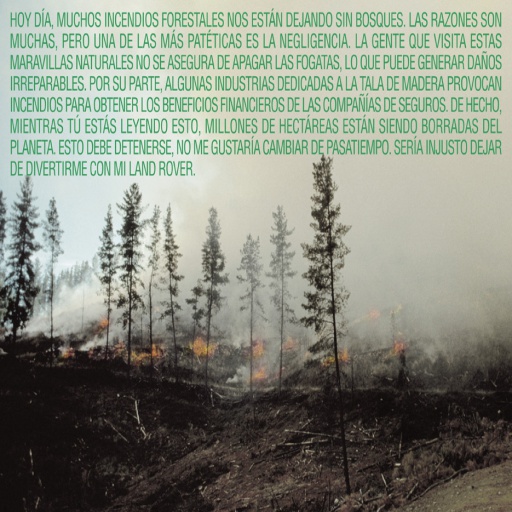 HOY DÍA, MUCHOS INCENDIOS FORESTALES NOS ESTÁN DEJANDO SIN BOSQUES. LAS RAZONES SON
MUCHAS, PERO UNA DE LAS MÁS PATÉTICAS ES LA NEGLIGENCIA. LA GENTE QUE VISITA ESTAS
MARAVILLAS NATURALES NO SE ASEGURA DE APAGAR LAS FOGATAS, LO QUE PUEDE GENERAR DAÑOS
IRREPARABLES. POR SU PARTE, ALGUNAS INDUSTRIAS DEDICADAS A LA TALA DE MADERA PROVOCAN
INCENDIOS PARA OBTENER LOS BENEFICIOS FINANCIEROS DE LAS COMPAÑÍAS DE SEGUROS. DE HECHO,
MIENTRAS TÚ ESTÁS LEYENDO ESTO, MILLONES DE HECTÁREAS ESTÁN SIENDO BORRADAS DEL
PLANETA. ESTO DEBE DETENERSE, NO ME GUSTARÍA CAMBIAR DE PASATIEMPO. SERÍA INJUSTO DEJAR
DE DIVERTIRME CON MI LAND ROVER.